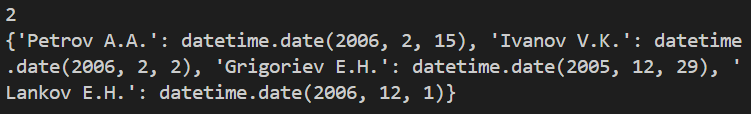 2
{'Petrov A.A.': datetime.date(2006, 2, 15), 'Ivanov V.K.': datetime
.date(2006, 2, 2), 'Grigoriev E.H.': datetime.date(2005, 12, 29), '
Lankov E.H.': datetime.date(2006, 12, 1)}